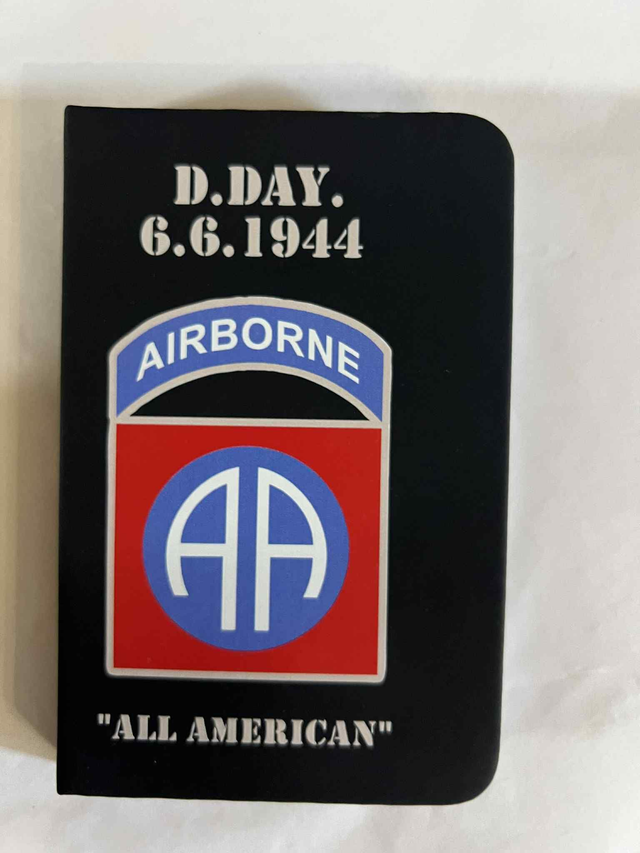 D.DAY.
6.6.1944
AIRBORNE
AA
"ALL AMERICAN"